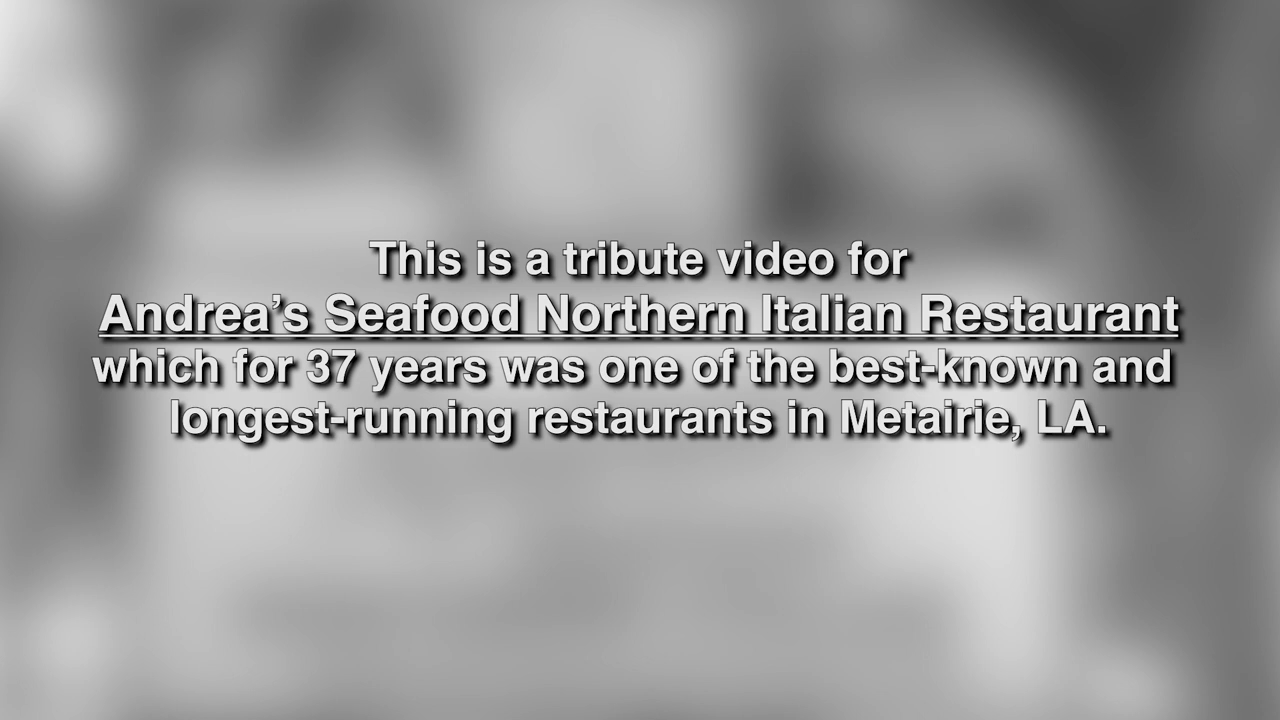 This is a tribute video for
Andrea’s Seafood Northern Italian Restaurant
which for 37 years was one of the best-known and
longest-running restaurants in Metairie, LA.